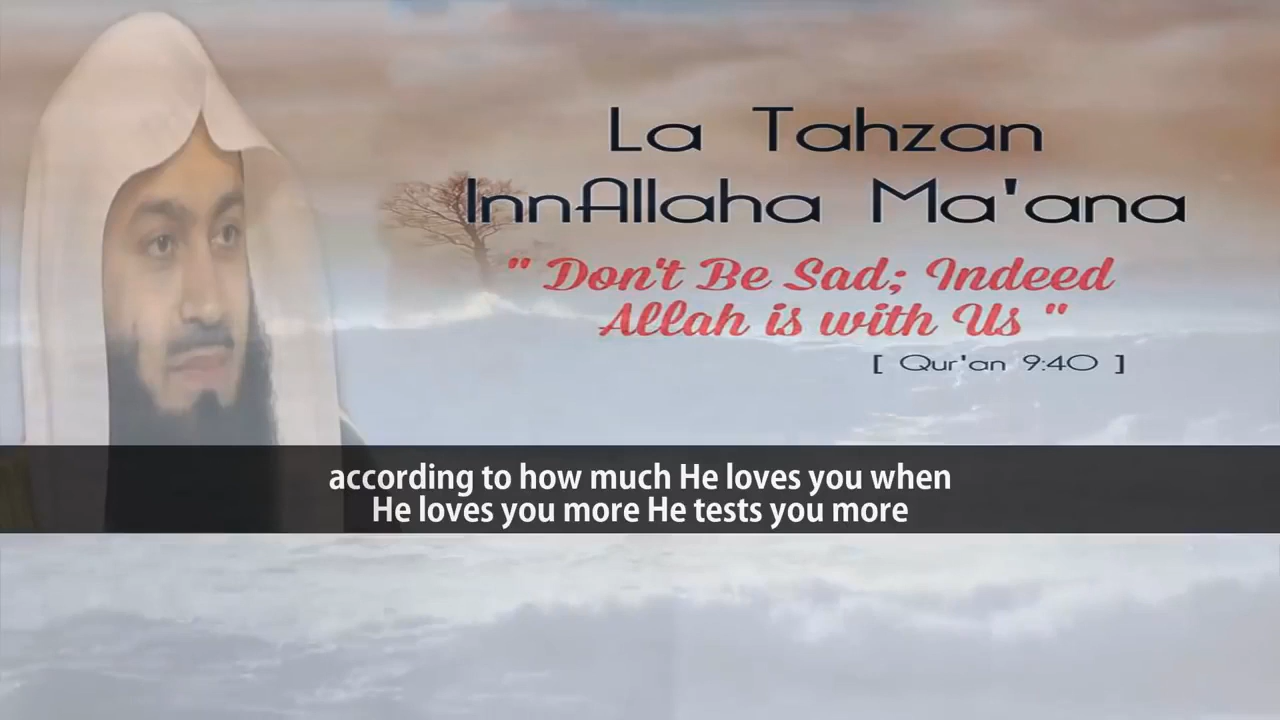 La Tahzan
InnAllaha Ma'ana
" Don't Be Sad; Indeed
Allah is with Us "
[ Qur'an 9:40 ]
according to how much He loves you when
He loves you more He tests you more